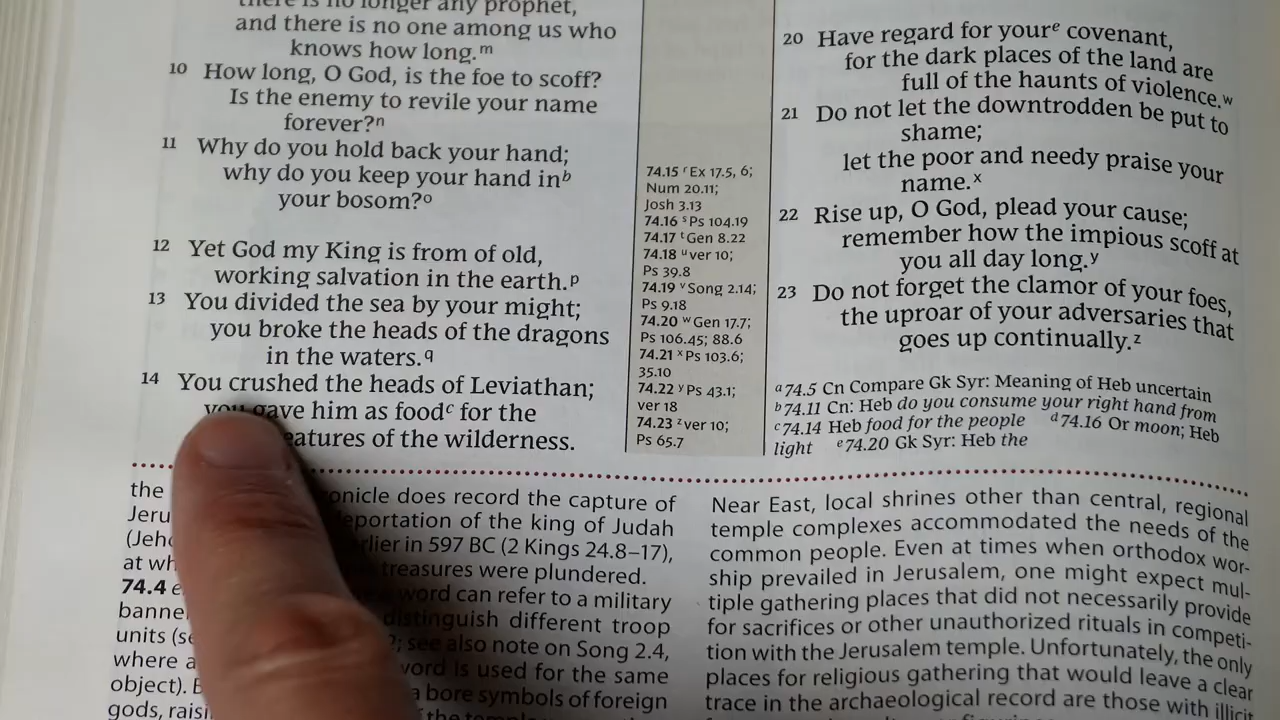 there is no longer any prophet,
and there is no one among us who
knows how long.ᵐ
10 How long, O God, is the foe to scoff?
Is the enemy to revile your name
forever?ⁿ
11 Why do you hold back your hand;
why do you keep your hand inᵇ
your bosom?ᵒ
12 Yet God my King is from of old,
working salvation in the earth.ᵖ
13 You divided the sea by your might;
you broke the heads of the dragons
in the waters.q
14 You crushed the heads of Leviathan;
you gave him as foodᶜ for the
eatures of the wilderness.
74.15 ʳ Ex 17.5, 6;
Num 20.11;
Josh 3.13
74.16 ˢ Ps 104.19
74.17 ᵗ Gen 8.22
74.18 ᵘ ver 10;
Ps 39.8
74.19 ᵛ Song 2.14;
Ps 9.18
74.20 ʷ Gen 17.7;
Ps 106.45; 88.6
74.21 ˣ Ps 103.6;
35.10
74.22 ʸ Ps 43.1;
ver 18
74.23 ᶻ ver 10;
Ps 65.7
20 Have regard for yourᵉ covenant,
for the dark places of the land are
full of the haunts of violence.ʷ
21 Do not let the downtrodden be put to
shame;
let the poor and needy praise your
name.ˣ
22 Rise up, O God, plead your cause;
remember how the impious scoff at
you all day long.ʸ
23 Do not forget the clamor of your foes,
the uproar of your adversaries that
goes up continually.ᶻ
ᵃ 74.5 Cn Compare Gk Syr: Meaning of Heb uncertain
ᵇ 74.11 Cn: Heb do you consume your right hand from
ᶜ 74.14 Heb food for the people ᵈ 74.16 Or moon; Heb
light ᵉ 74.20 Gk Syr: Heb the
the onicle does record the capture of
Jeru eportation of the king of Judah
(Jeho rlier in 597 BC (2 Kings 24.8–17),
at wh treasures were plundered.
74.4 e word can refer to a military
banner distinguish different troop
units (se ; see also note on Song 2.4,
where a word is used for the same
object). B a bore symbols of foreign
gods, raisi
Near East, local shrines other than central, regional
temple complexes accommodated the needs of the
common people. Even at times when orthodox wor-
ship prevailed in Jerusalem, one might expect mul-
tiple gathering places that did not necessarily provide
for sacrifices or other unauthorized rituals in competi-
tion with the Jerusalem temple. Unfortunately, the only
places for religious gathering that would leave a clear
trace in the archaeological record are those with illicit